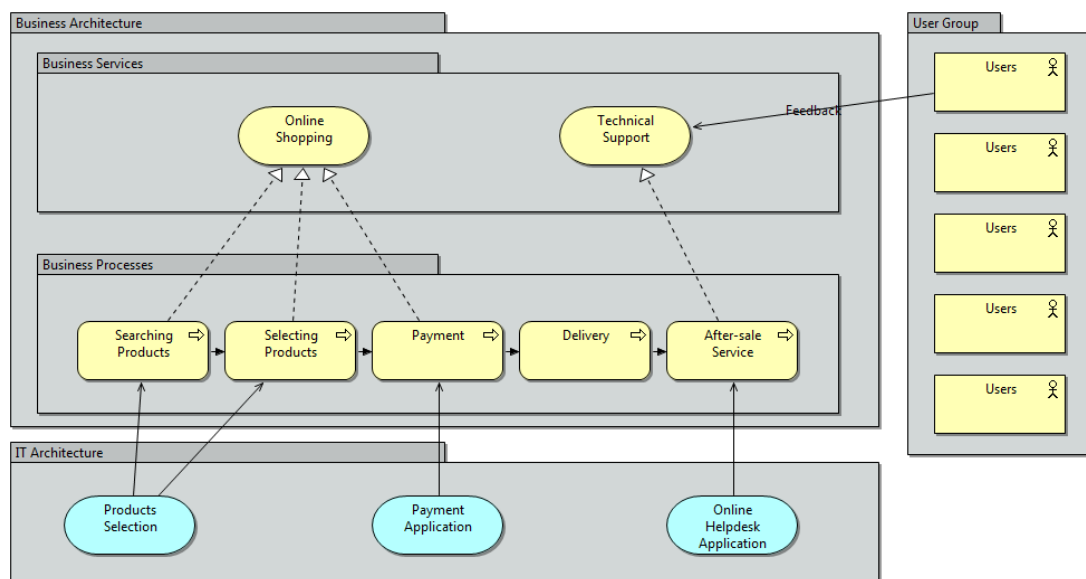 Business Architecture
User Group
Business Services
Users
Feedback
Online
Shopping
Technical
Support
Users
Users
Business Processes
Users
Searching
Products
Selecting
Products
Payment
Delivery
After-sale
Service
Users
IT Architecture
Products
Selection
Payment
Application
Online
Helpdesk
Application